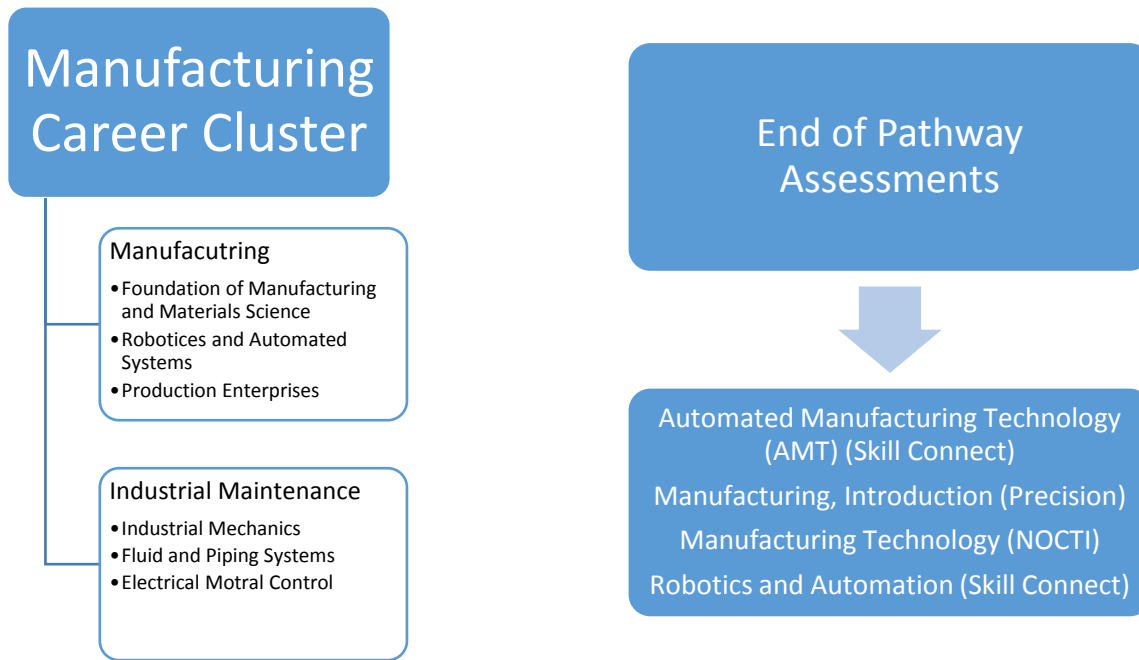 Manufacturing
Career Cluster
Manufacutring
•Foundation of Manufacturing
and Materials Science
•Robotices and Automated
Systems
•Production Enterprises
Industrial Maintenance
•Industrial Mechanics
•Fluid and Piping Systems
•Electrical Motral Control
End of Pathway
Assessments
Automated Manufacturing Technology
(AMT) (Skill Connect)
Manufacturing, Introduction (Precision)
Manufacturing Technology (NOCTI)
Robotics and Automation (Skill Connect)